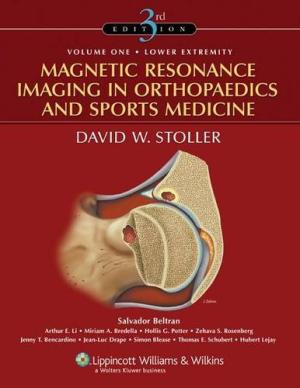 3rd
EDITION
VOLUME ONE • LOWER EXTREMITY
MAGNETIC RESONANCE
IMAGING IN ORTHOPAEDICS
AND SPORTS MEDICINE
DAVID W. STOLLER
Salvador Beltran
Arthur E. Li • Miriam A. Bredella • Hollis G. Potter • Zehava S. Rosenberg
Jenny T. Bencardino • Jean-Luc Drape • Simon Blease • Thomas E. Schubert • Hubert Lejay
Lippincott Williams & Wilkins
a Wolters Kluwer business